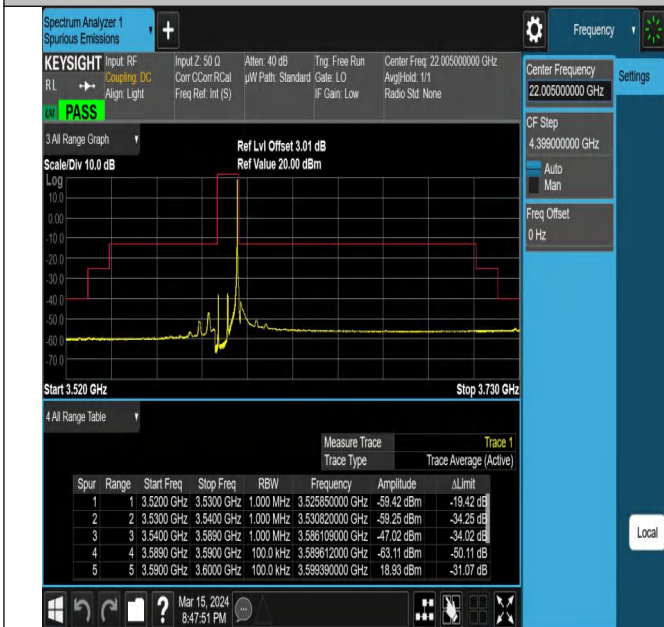 Spectrum Analyzer 1
Spurious Emissions
+
Frequency
KEYSIGHT Input: RF Input Z: 50 Ω Atten: 40 dB Trig: Free Run Center Freq: 22.005000000 GHz
RL Coupling: DC Corr CCorr RCal µW Path: Standard Gate: LO Avg|Hold: 1/1
Align: Light Freq Ref: Int (S) IF Gain: Low Radio Std: None
PASS
Center Frequency
22.005000000 GHz
Settings
CF Step
4.399000000 GHz
Auto
Man
Freq Offset
0 Hz
3 All Range Graph
Ref Lvl Offset 3.01 dB
Scale/Div 10.0 dB Ref Value 20.00 dBm
Log
10.0
0.00
-10.0
-20.0
-30.0
-40.0
-50.0
-60.0
-70.0
Start 3.520 GHz Stop 3.730 GHz
4 All Range Table
Measure Trace Trace 1
Trace Type Trace Average (Active)
Spur Range Start Freq Stop Freq RBW Frequency Amplitude ΔLimit
1 1 3.5200 GHz 3.5300 GHz 1.000 MHz 3.525850000 GHz -59.42 dBm -19.42 dB
2 2 3.5300 GHz 3.5400 GHz 1.000 MHz 3.530820000 GHz -59.25 dBm -34.25 dB
3 3 3.5400 GHz 3.5890 GHz 1.000 MHz 3.586109000 GHz -47.02 dBm -34.02 dB
4 4 3.5890 GHz 3.5900 GHz 100.0 kHz 3.589612000 GHz -63.11 dBm -50.11 dB
5 5 3.5900 GHz 3.6000 GHz 100.0 kHz 3.599390000 GHz 18.93 dBm -31.07 dB
Local
?
Mar 15, 2024
8:47:51 PM